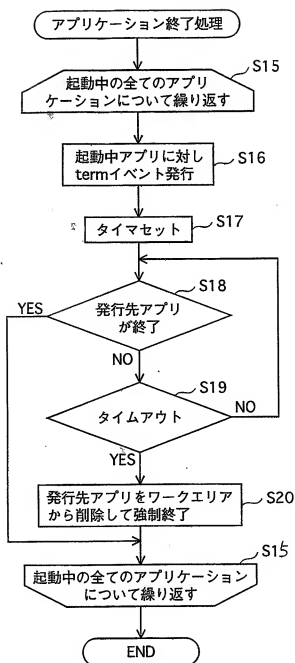 アプリケーション終了処理
S15
起動中の全てのアプリ
ケーションについて繰り返す
起動中アプリに対し
termイベント発行
S16
タイマセット
S17
S18
発行先アプリ
が終了
YES
NO
S19
タイムアウト
NO
YES
発行先アプリをワークエリア
から削除して強制終了
S20
S15
起動中の全てのアプリケーション
について繰り返す
END